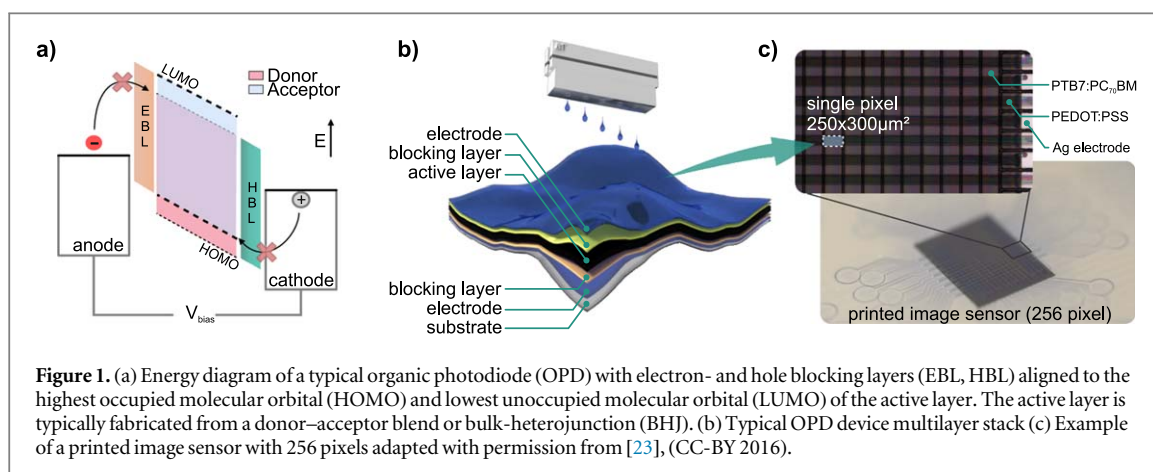 a)
LUMO
Donor
Acceptor
EBL
E
HBL
anode
HOMO
cathode
V_bias
b)
electrode
blocking layer
active layer
blocking layer
electrode
substrate
c)
single pixel
250x300µm²
PTB7:PC₇₀BM
PEDOT:PSS
Ag electrode
printed image sensor (256 pixel)
Figure 1. (a) Energy diagram of a typical organic photodiode (OPD) with electron- and hole blocking layers (EBL, HBL) aligned to the
highest occupied molecular orbital (HOMO) and lowest unoccupied molecular orbital (LUMO) of the active layer. The active layer is
typically fabricated from a donor–acceptor blend or bulk-heterojunction (BHJ). (b) Typical OPD device multilayer stack (c) Example
of a printed image sensor with 256 pixels adapted with permission from [23], (CC-BY 2016).